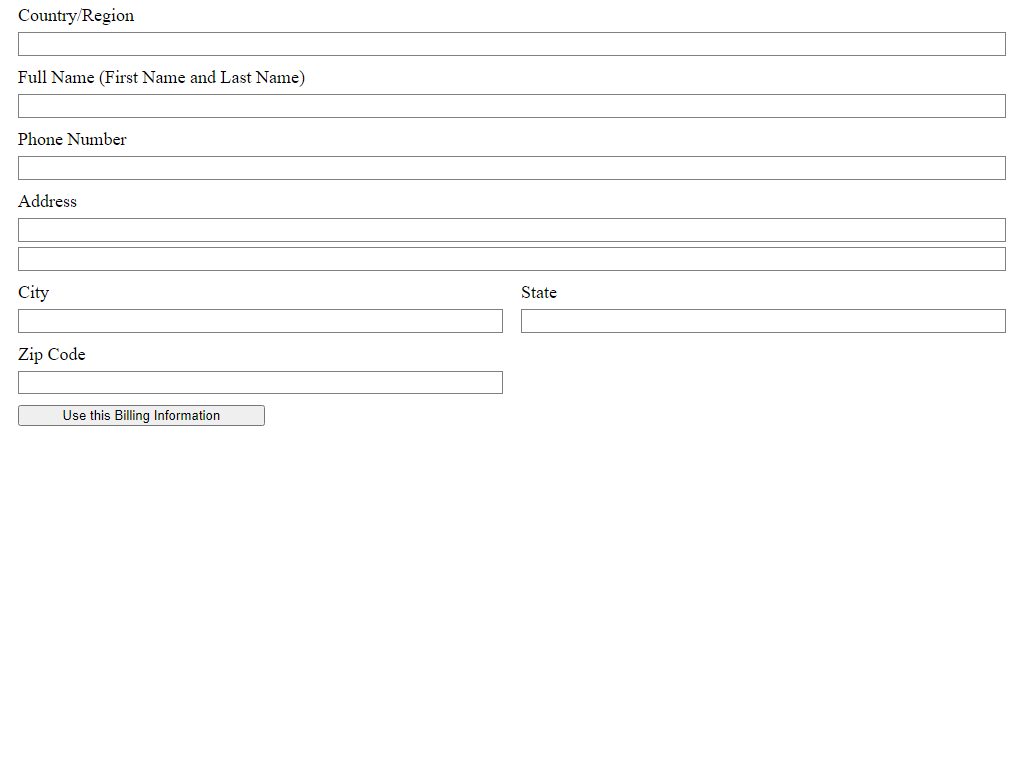 Country/Region
Full Name (First Name and Last Name)
Phone Number
Address
City
State
Zip Code
Use this Billing Information